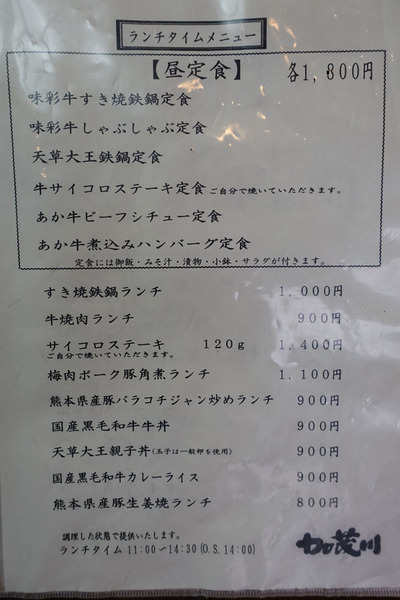 ランチタイムメニュー
【昼定食】 各1,800円
味彩牛すき焼鉄鍋定食
味彩牛しゃぶしゃぶ定食
天草大王鉄鍋定食
牛サイコロステーキ定食ご自分で焼いていただきます。
あか牛ビーフシチュー定食
あか牛煮込みハンバーグ定食
定食には御飯・みそ汁・漬物・小鉢・サラダが付きます。
すき焼鉄鍋ランチ 1,000円
牛焼肉ランチ 900円
サイコロステーキ 120g 1,400円
ご自分で焼いていただきます。
梅肉ポーク豚角煮ランチ 1,100円
熊本県産豚バラコチジャン炒めランチ 900円
国産黒毛和牛牛丼 900円
天草大王親子丼(玉子は一般卵を使用) 900円
国産黒毛和牛カレーライス 900円
熊本県産豚生姜焼ランチ 800円
調理した状態で提供いたします。
ランチタイム 11:00～14:30(O.S.14:00)
加茂川